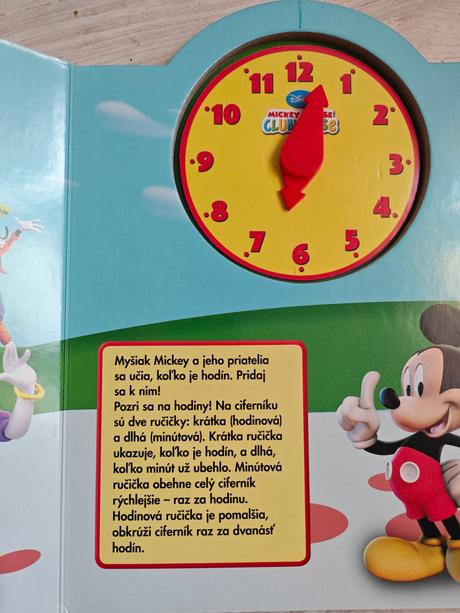 12
11
1
10
2
9
3
8
4
7
5
6
Disney
CLUB
Myšiak Mickey a jeho priatelia
sa učia, koľko je hodín. Pridaj
sa k nim!
Pozri sa na hodiny! Na ciferníku
sú dve ručičky: krátka (hodinová)
a dlhá (minútová). Krátka ručička
ukazuje, koľko je hodín, a dlhá,
koľko minút už ubehlo. Minútová
ručička obehne celý ciferník
rýchlejšie – raz za hodinu.
Hodinová ručička je pomalšia,
obkrúži ciferník raz za dvanásť
hodín.